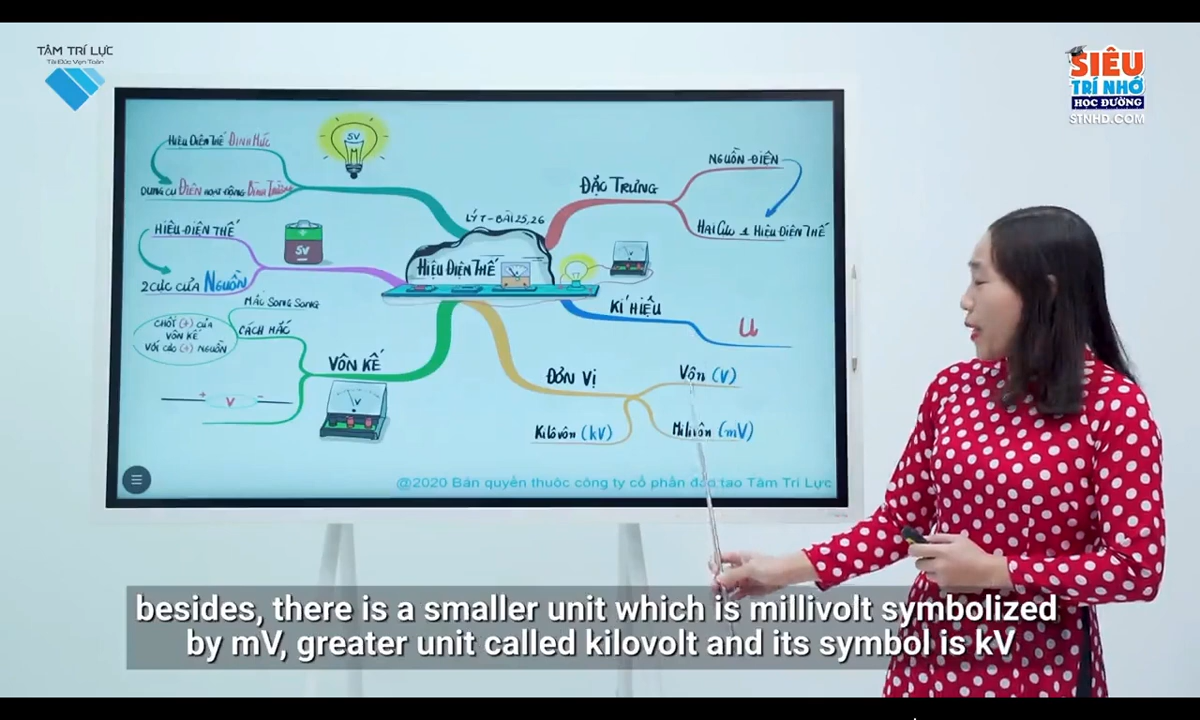 TÂM TRÍ LỰC
Tài Đức Vẹn Toàn
SIÊU
TRÍ NHỚ
HỌC ĐƯỜNG
STNHD.COM
HIỆU ĐIỆN THẾ ĐỊNH MỨC
DỤNG CỤ ĐIỆN HOẠT ĐỘNG BÌNH THƯỜNG
5V
HIỆU ĐIỆN THẾ
2 CỰC CỦA NGUỒN
5V
MẮC SONG SONG
CÁCH MẮC
CHỐT (+) CỦA
VÔN KẾ
VỚI CỰC (+) NGUỒN
VÔN KẾ
+ V -
V
LÝ 7 - BÀI 25, 26
HIỆU ĐIỆN THẾ
ĐẶC TRƯNG
NGUỒN ĐIỆN
HAI CỰC 1 HIỆU ĐIỆN THẾ
KÍ HIỆU
U
ĐƠN VỊ
Vôn (V)
Kilôvôn (kV)
Milivôn (mV)
@2020 Bản quyền thuộc công ty cổ phần đào tạo Tâm Trí Lực
besides, there is a smaller unit which is millivolt symbolized
by mV, greater unit called kilovolt and its symbol is kV